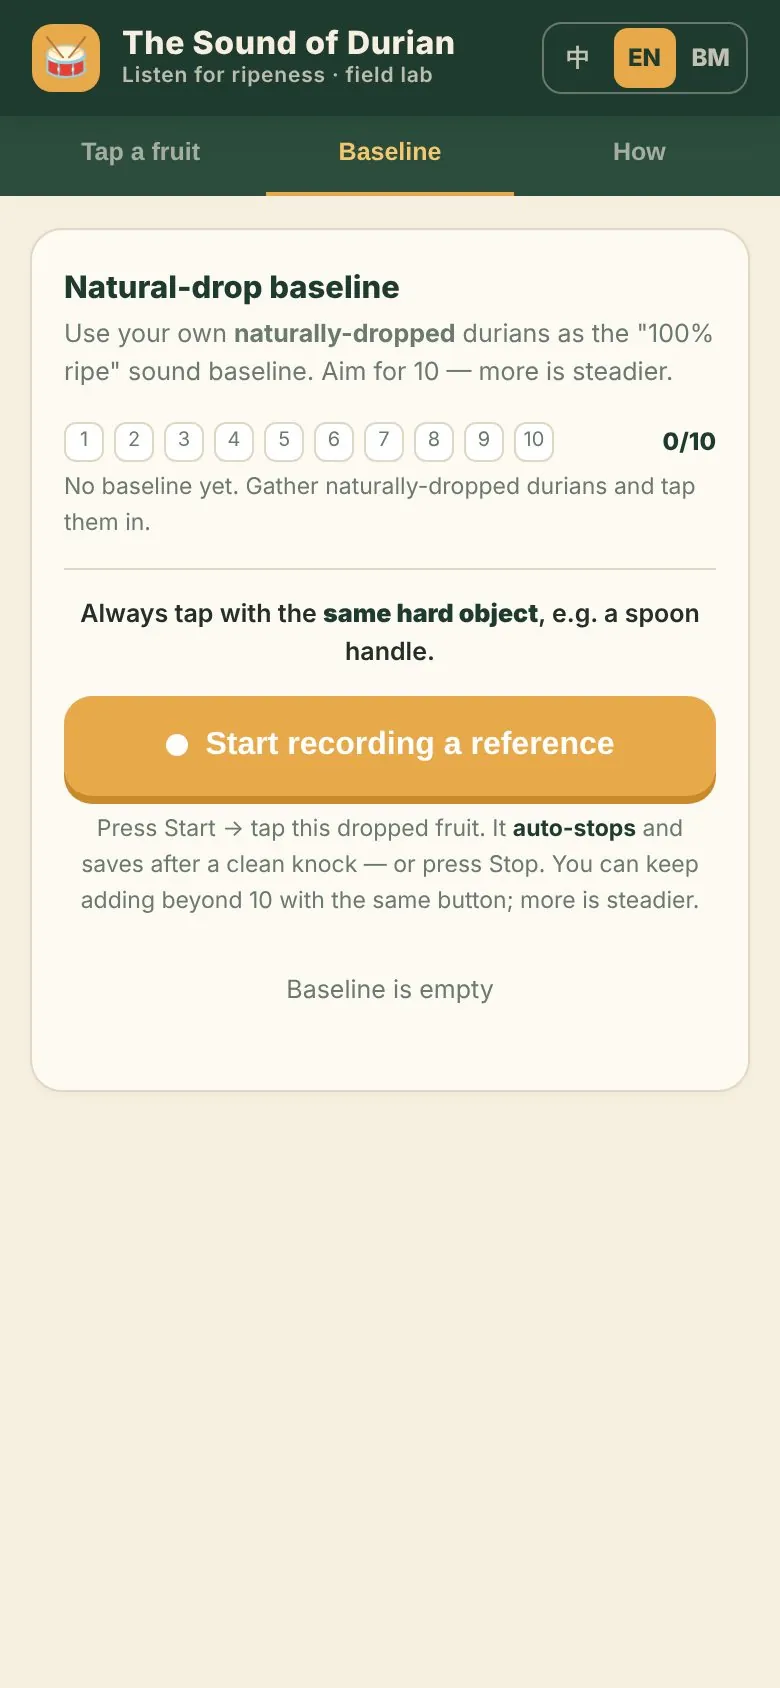 The Sound of Durian
Listen for ripeness · field lab
中 EN BM
Tap a fruit Baseline How
Natural-drop baseline
Use your own naturally-dropped durians as the "100%
ripe" sound baseline. Aim for 10 — more is steadier.
1 2 3 4 5 6 7 8 9 10 0/10
No baseline yet. Gather naturally-dropped durians and tap
them in.
Always tap with the same hard object, e.g. a spoon
handle.
Start recording a reference
Press Start → tap this dropped fruit. It auto-stops and
saves after a clean knock — or press Stop. You can keep
adding beyond 10 with the same button; more is steadier.
Baseline is empty